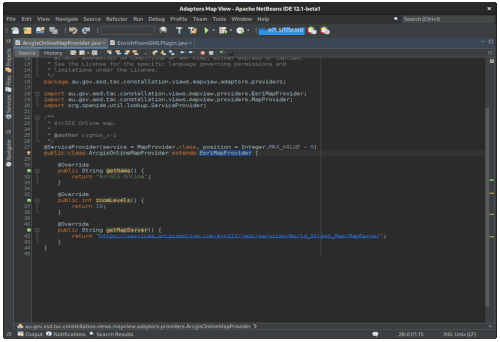 Adaptors Map View - Apache NetBeans IDE 12.1-beta1
File Edit View Navigate Source Refactor Run Debug Profile Team Tools Window Help
Search (Ctrl+I)
ArcgisOnlineMapProvider.java × EnrichFromGMLPlugin.java ×
Source History
* WITHOUT WARRANTIES OR CONDITIONS OF ANY KIND, either express or implied.
* See the License for the specific language governing permissions and
* limitations under the License.
*/
package au.gov.asd.tac.constellation.views.mapview.adaptors.providers;
import au.gov.asd.tac.constellation.views.mapview.providers.EsriMapProvider;
import au.gov.asd.tac.constellation.views.mapview.providers.MapProvider;
import org.openide.util.lookup.ServiceProvider;
/**
* ArcGIS Online map.
*
* @author cygnus_x-1
*/
@ServiceProvider(service = MapProvider.class, position = Integer.MAX_VALUE - 6)
public class ArcgisOnlineMapProvider extends EsriMapProvider {
@Override
public String getName() {
return "ArcGIS Online";
}
@Override
public int zoomLevels() {
}
@Override
public String getMapServer() {
return "https://services.arcgisonline.com/ArcGIS/rest/services/World_Street_Map/MapServer";
}
}
Projects
Files
Services
Navigator
au.gov.asd.tac.constellation.views.mapview.adaptors.providers.ArcgisOnlineMapProvider
Output Notifications Search Results
28:61/1:15 INS Unix (LF)